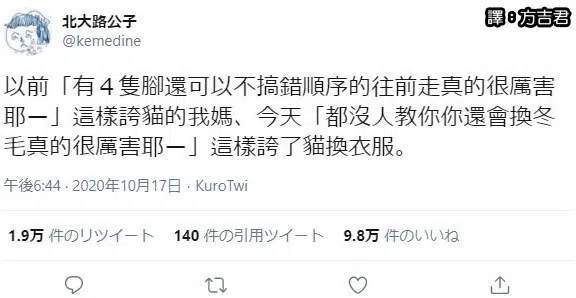 譯:方吉君
北大路公子
@kemedine
以前「有４隻腳還可以不搞錯順序的往前走真的很厲害
耶ー」這樣誇貓的我媽、今天「都沒人教你你還會換冬
毛真的很厲害耶ー」這樣誇了貓換衣服。
午後6:44 · 2020年10月17日 · KuroTwi
1.9万 件のリツイート 140 件の引用ツイート 9.8万 件のいいね